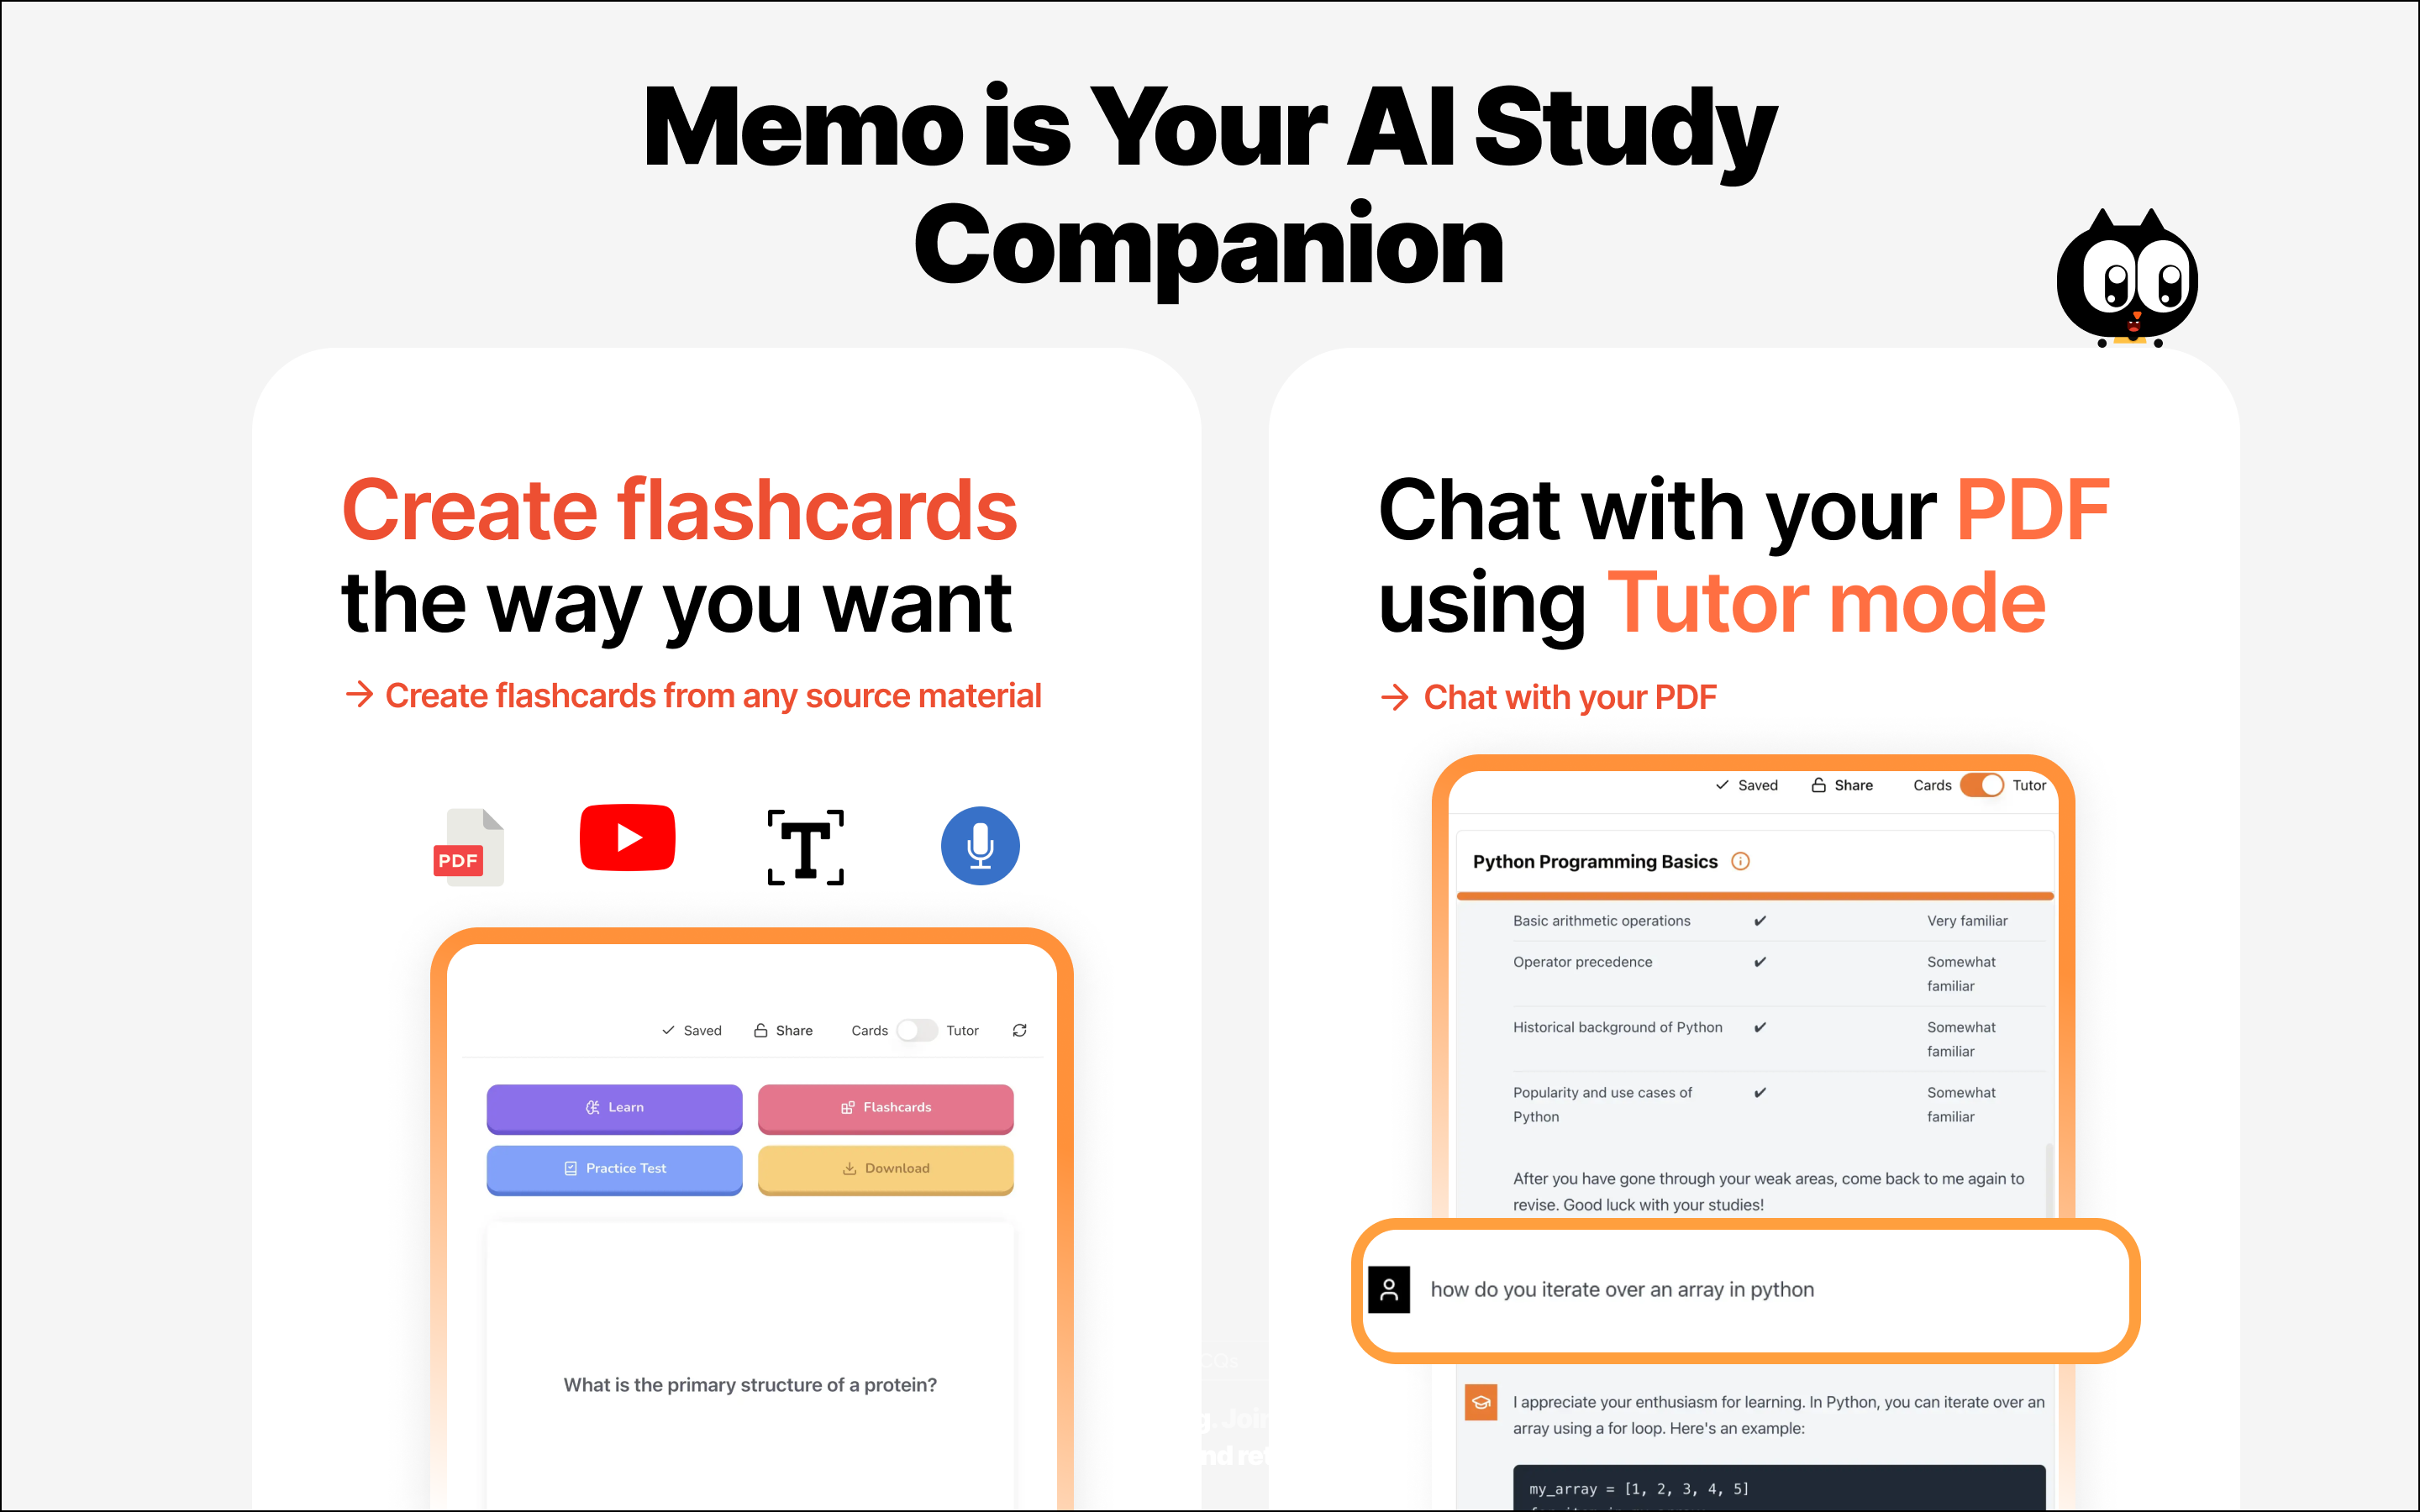 Memo is Your AI Study
Companion
Create flashcards
the way you want
→ Create flashcards from any source material
PDF
T
Saved Share Cards Tutor
Learn Flashcards
Practice Test Download
What is the primary structure of a protein?
Chat with your PDF
using Tutor mode
→ Chat with your PDF
Saved Share Cards Tutor
Python Programming Basics
Basic arithmetic operations ✔ Very familiar
Operator precedence ✔ Somewhat
familiar
Historical background of Python ✔ Somewhat
familiar
Popularity and use cases of ✔ Somewhat
Python familiar
After you have gone through your weak areas, come back to me again to
revise. Good luck with your studies!
how do you iterate over an array in python
I appreciate your enthusiasm for learning. In Python, you can iterate over an
array using a for loop. Here's an example:
my_array = [1, 2, 3, 4, 5]